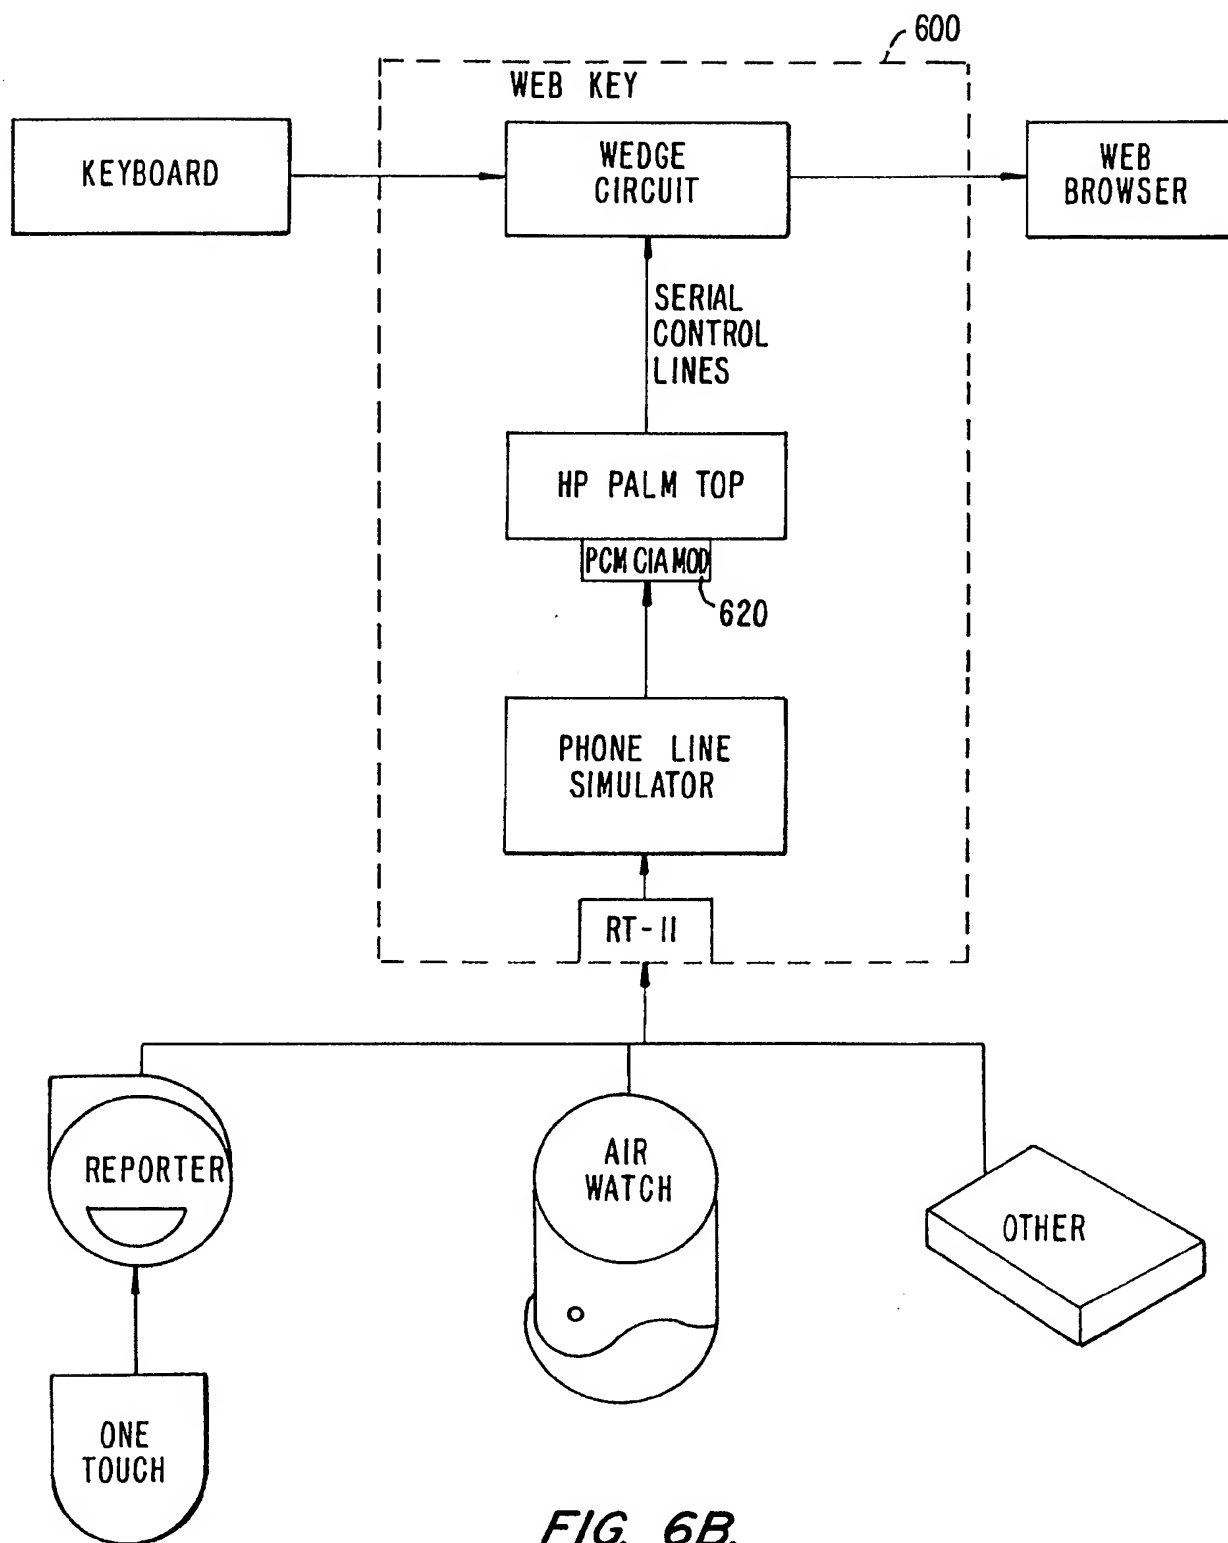 600
WEB KEY
KEYBOARD
WEDGE
CIRCUIT
WEB
BROWSER
SERIAL
CONTROL
LINES
HP PALM TOP
PCM CIA MOD
620
PHONE LINE
SIMULATOR
RT-II
REPORTER
AIR
WATCH
OTHER
ONE
TOUCH
FIG. 6B.